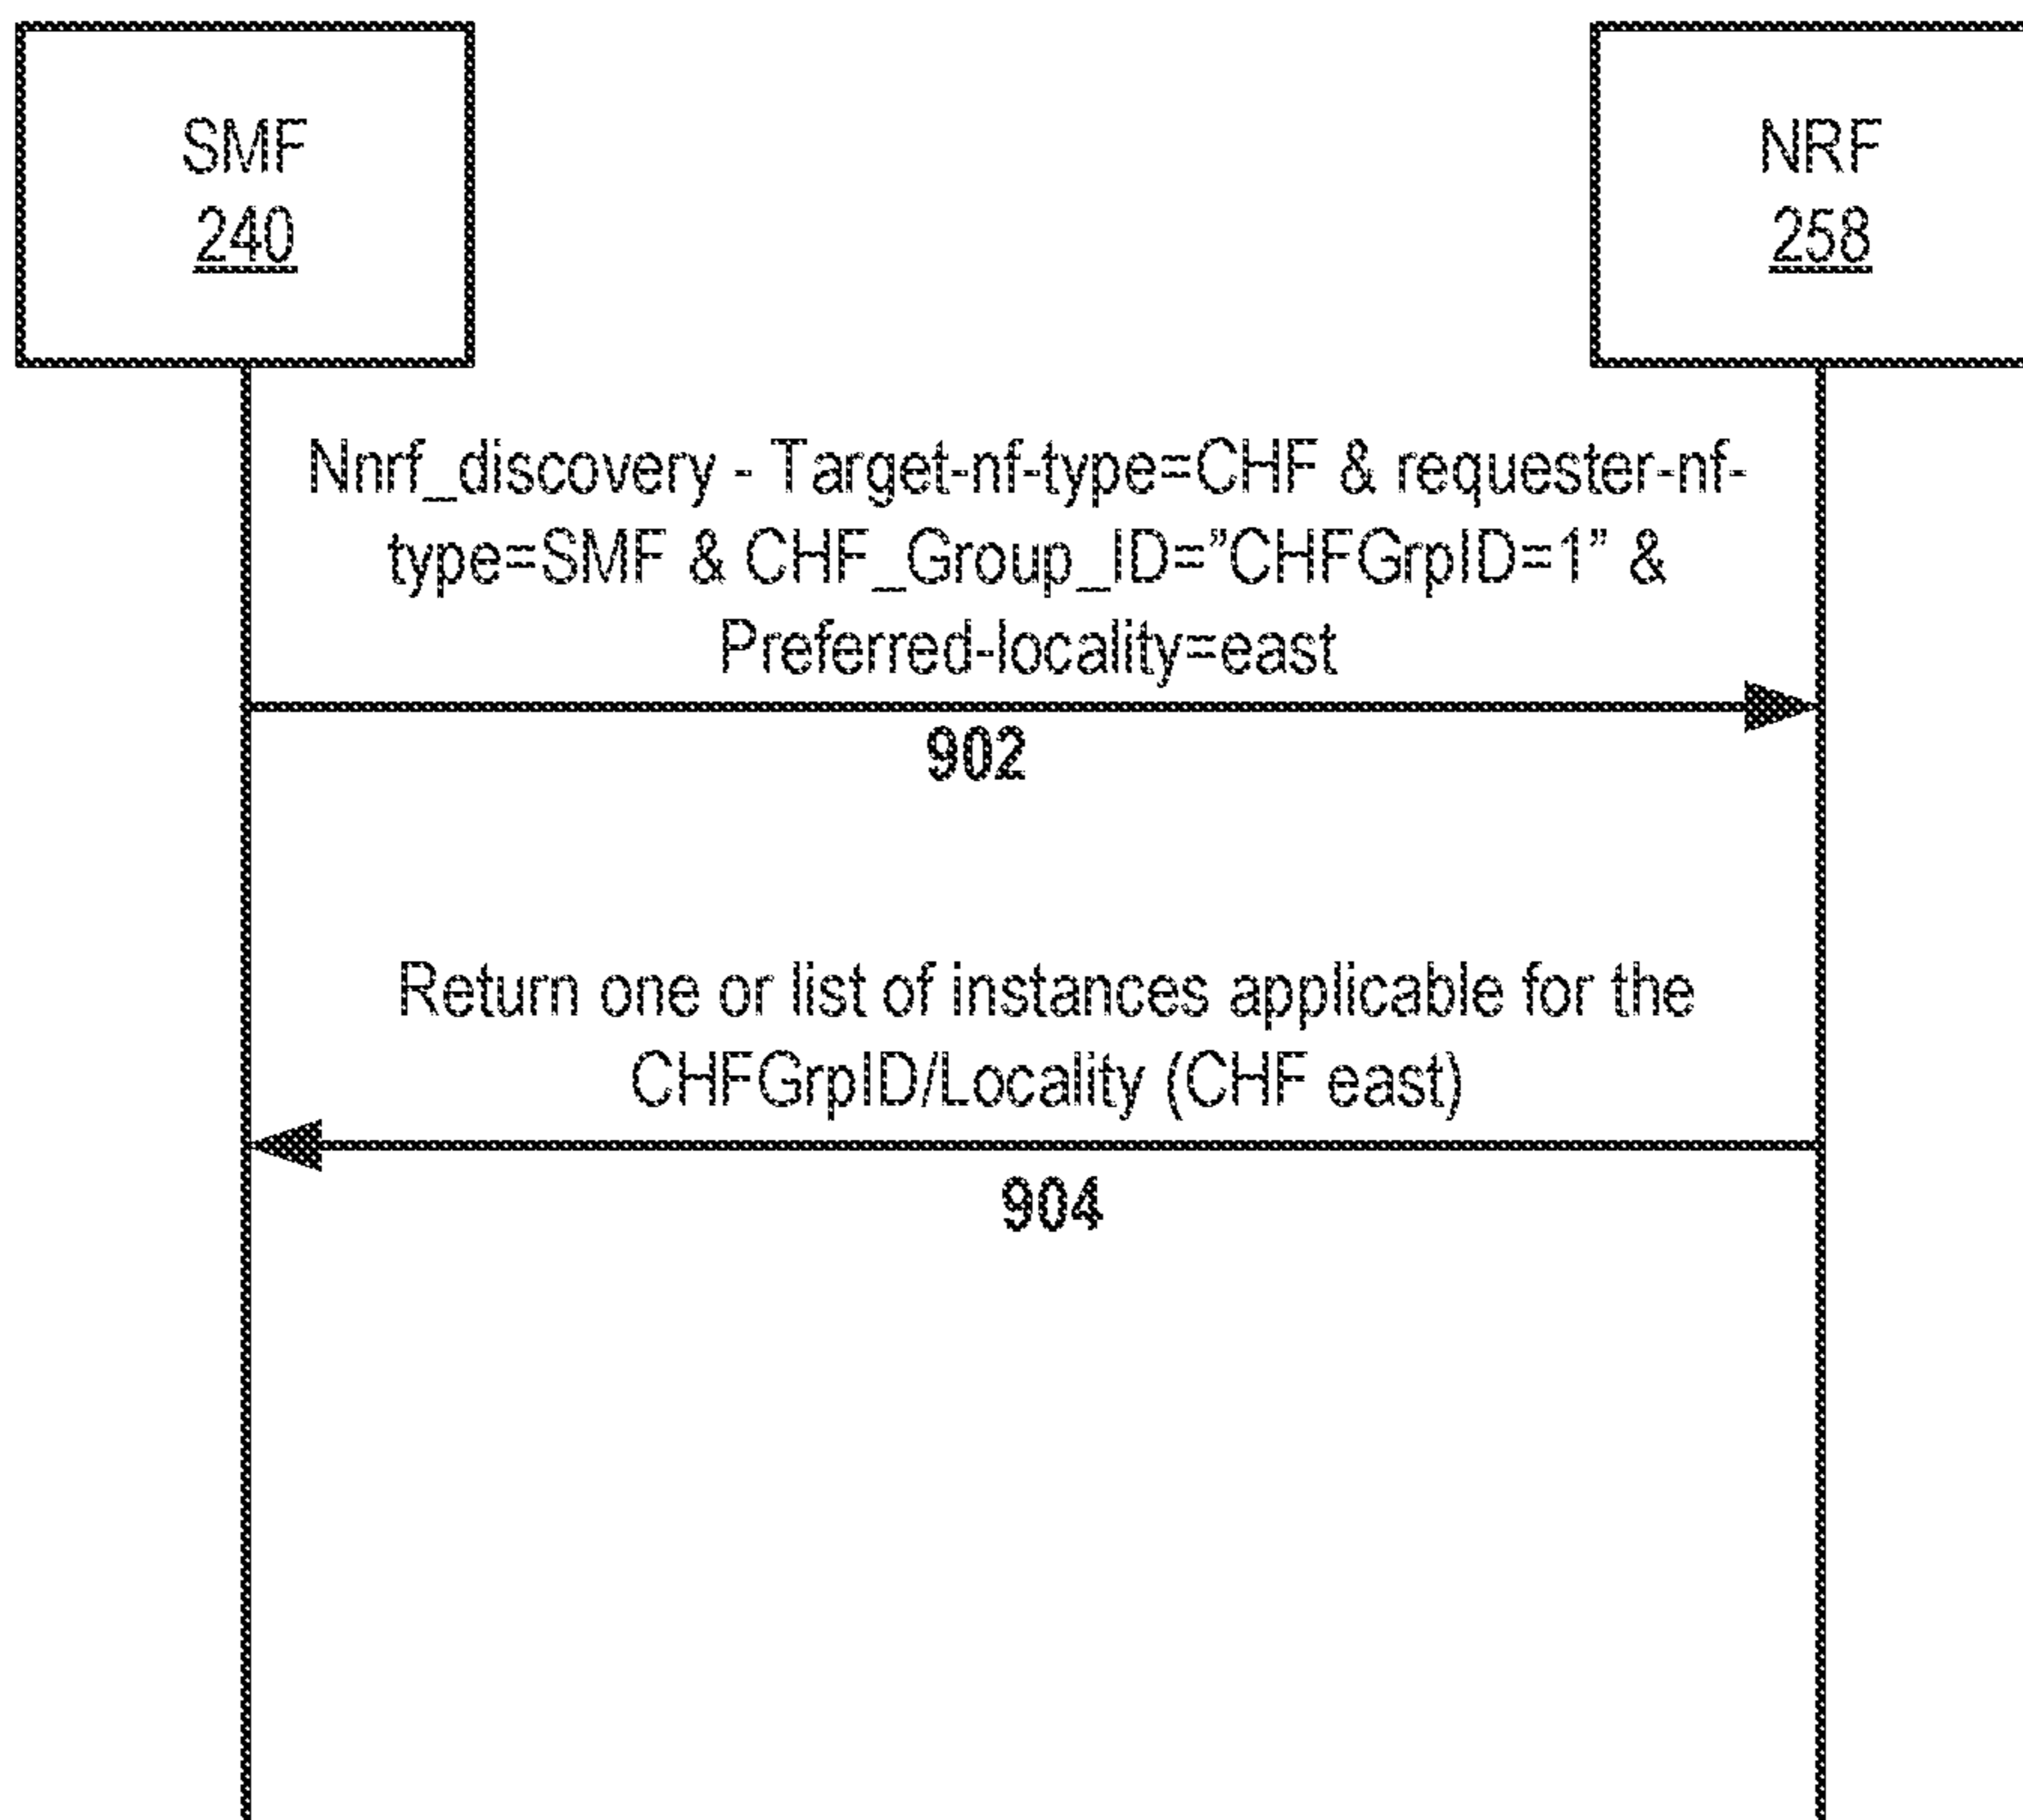 SMF
240
NRF
258
Nnrf_discovery - Target-nf-type=CHF & requester-nf-
type=SMF & CHF_Group_ID=”CHFGrpID=1” &
Preferred-locality=east
902
Return one or list of instances applicable for the
CHFGrpID/Locality (CHF east)
904